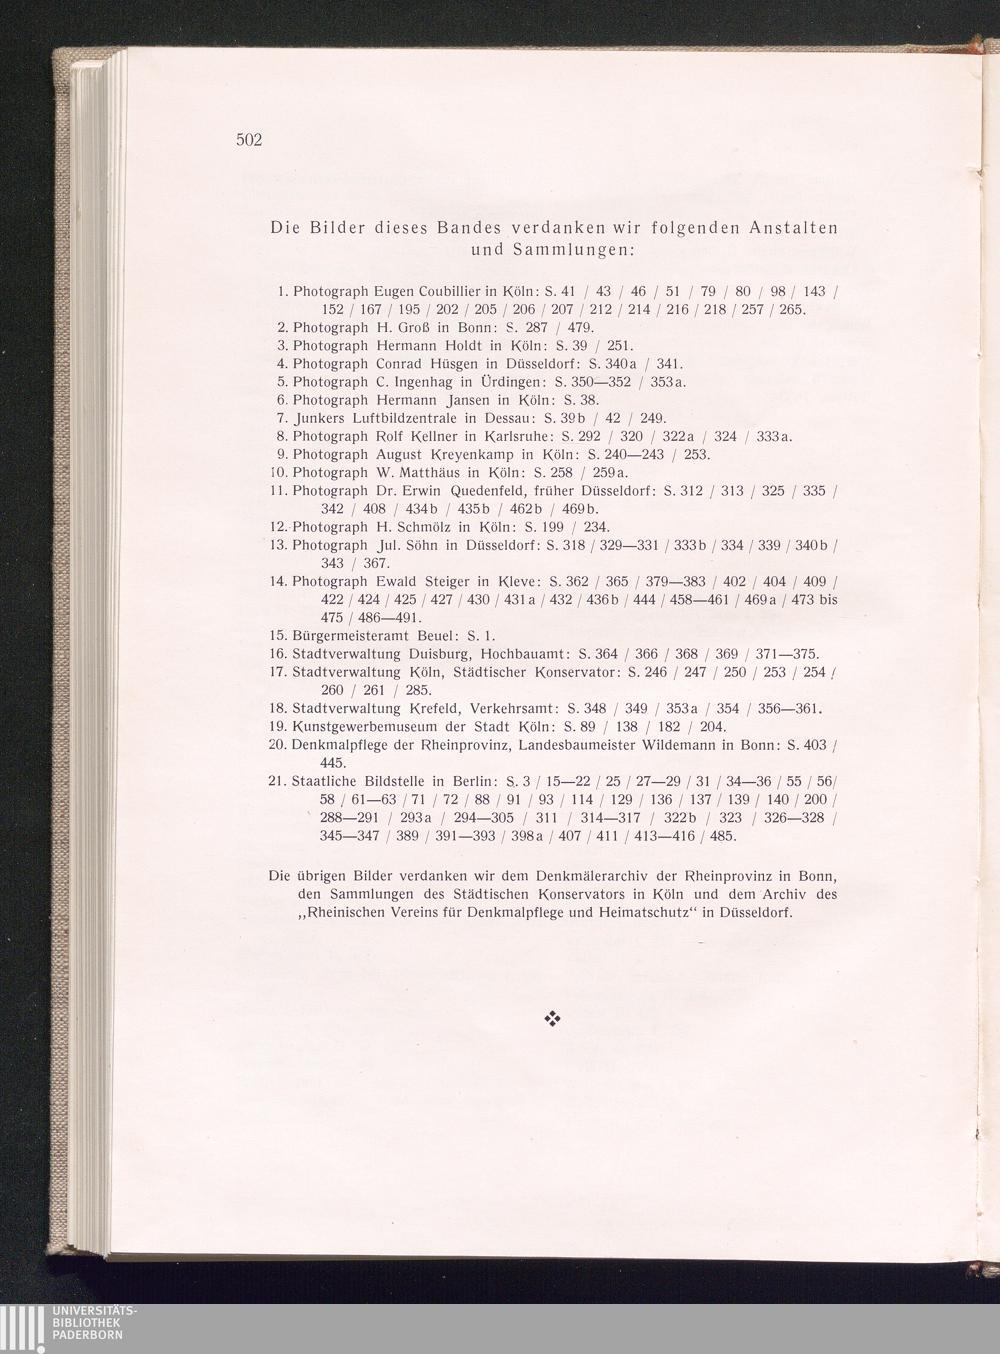 502
Die Bilder dieses Bandes verdanken wir folgenden Anstalten
und Sammlungen:
1. Photograph Eugen Coubillier in Köln: S. 41 / 43 / 46 / 51 / 79 / 80 / 98 / 143 /
152 / 167 / 195 / 202 / 205 / 206 / 207 / 212 / 214 / 216 / 218 / 257 / 265.
2. Photograph H. Groß in Bonn: S. 287 / 479.
3. Photograph Hermann Holdt in Köln: S. 39 / 251.
4. Photograph Conrad Hüsgen in Düsseldorf: S. 340a / 341.
5. Photograph C. Ingenhag in Ürdingen: S. 350—352 / 353a.
6. Photograph Hermann Jansen in Köln: S. 38.
7. Junkers Luftbildzentrale in Dessau: S. 39b / 42 / 249.
8. Photograph Rolf Kellner in Karlsruhe: S. 292 / 320 / 322a / 324 / 333a.
9. Photograph August Kreyenkamp in Köln: S. 240—243 / 253.
10. Photograph W. Matthäus in Köln: S. 258 / 259a.
11. Photograph Dr. Erwin Quedenfeld, früher Düsseldorf: S. 312 / 313 / 325 / 335 /
342 / 408 / 434b / 435b / 462b / 469b.
12. Photograph H. Schmölz in Köln: S. 199 / 234.
13. Photograph Jul. Söhn in Düsseldorf: S. 318 / 329—331 / 333b / 334 / 339 / 340b /
343 / 367.
14. Photograph Ewald Steiger in Kleve: S. 362 / 365 / 379—383 / 402 / 404 / 409 /
422 / 424 / 425 / 427 / 430 / 431a / 432 / 436b / 444 / 458—461 / 469a / 473 bis
475 / 486—491.
15. Bürgermeisteramt Beuel: S. 1.
16. Stadtverwaltung Duisburg, Hochbauamt: S. 364 / 366 / 368 / 369 / 371—375.
17. Stadtverwaltung Köln, Städtischer Konservator: S. 246 / 247 / 250 / 253 / 254 /
260 / 261 / 285.
18. Stadtverwaltung Krefeld, Verkehrsamt: S. 348 / 349 / 353a / 354 / 356—361.
19. Kunstgewerbemuseum der Stadt Köln: S. 89 / 138 / 182 / 204.
20. Denkmalpflege der Rheinprovinz, Landesbaumeister Wildemann in Bonn: S. 403 /
445.
21. Staatliche Bildstelle in Berlin: S. 3 / 15—22 / 25 / 27—29 / 31 / 34—36 / 55 / 56/
58 / 61—63 / 71 / 72 / 88 / 91 / 93 / 114 / 129 / 136 / 137 / 139 / 140 / 200 /
288—291 / 293a / 294—305 / 311 / 314—317 / 322b / 323 / 326—328 /
345—347 / 389 / 391—393 / 398a / 407 / 411 / 413—416 / 485.
Die übrigen Bilder verdanken wir dem Denkmälerarchiv der Rheinprovinz in Bonn,
den Sammlungen des Städtischen Konservators in Köln und dem Archiv des
„Rheinischen Vereins für Denkmalpflege und Heimatschutz“ in Düsseldorf.
UNIVERSITÄTS-
BIBLIOTHEK
PADERBORN